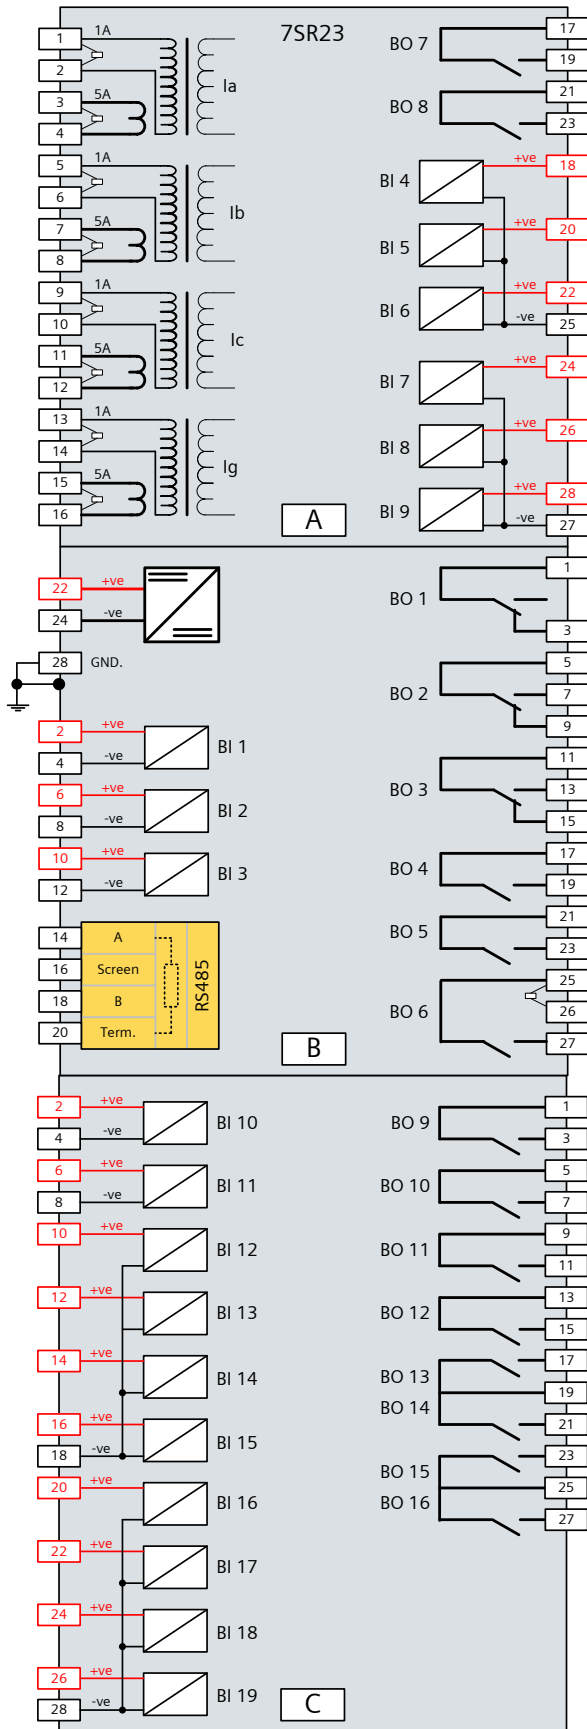 7SR23
1 1A 17
BO 7
2 19
Ia
3 5A 21
BO 8
4 23
5 1A +ve 18
BI 4
6
Ib
7 5A +ve 20
BI 5
8
9 1A +ve 22
BI 6
10 -ve 25
Ic
11 5A +ve 24
BI 7
12
13 1A +ve 26
BI 8
14
Ig
15 5A +ve 28
BI 9
16 -ve 27
A
1
22 +ve
BO 1
24 -ve
3
28 GND. 5
BO 2
7
2 +ve 9
BI 1
4 -ve 11
BO 3
6 +ve 13
BI 2
8 -ve 15
10 +ve 17
BI 3 BO 4
12 -ve 19
14 A 21
BO 5
16 Screen 23
RS485
18 B 25
BO 6
26
20 Term. 27
B
2 +ve 1
BI 10 BO 9
4 -ve 3
6 +ve 5
BI 11 BO 10
8 -ve 7
10 +ve 9
BI 12 BO 11
11
12 +ve 13
BI 13 BO 12
15
14 +ve 17
BI 14 BO 13
19
BO 14
16 +ve 21
BI 15
18 -ve 23
BO 15
20 +ve 25
BI 16 BO 16
27
22 +ve
BI 17
24 +ve
BI 18
26 +ve
BI 19
28 -ve
C